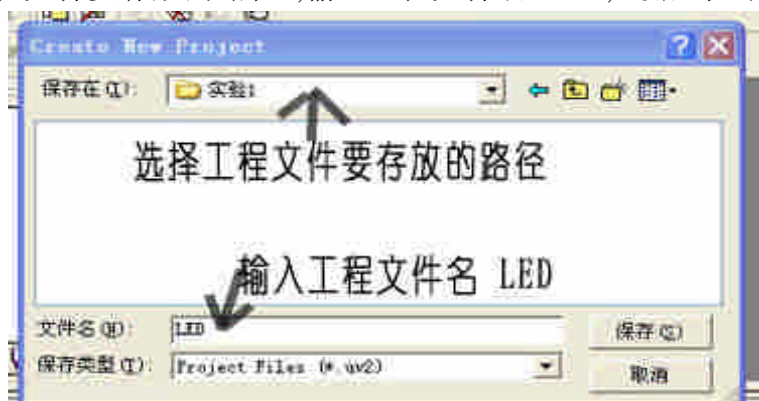 Create New Project
保存在(I):
实验1
选择工程文件要存放的路径
输入工程文件名 LED
文件名(N):
LED
保存(S)
保存类型(T):
Project Files (*.uv2)
取消